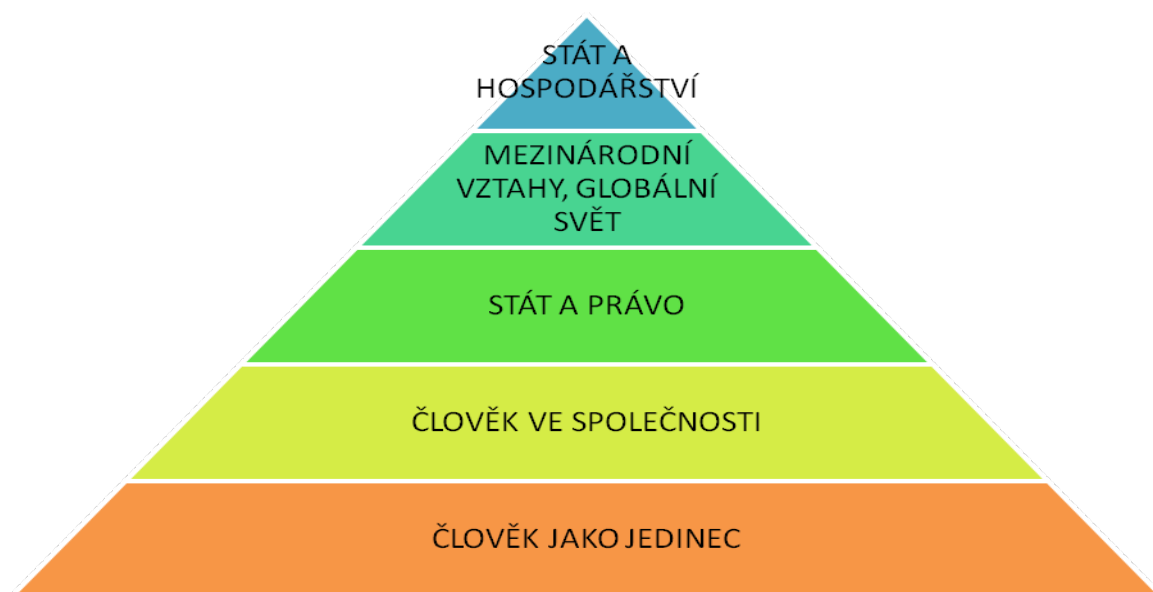 STÁT A
HOSPODÁŘSTVÍ
MEZINÁRODNÍ
VZTAHY, GLOBÁLNÍ
SVĚT
STÁT A PRÁVO
ČLOVĚK VE SPOLEČNOSTI
ČLOVĚK JAKO JEDINEC